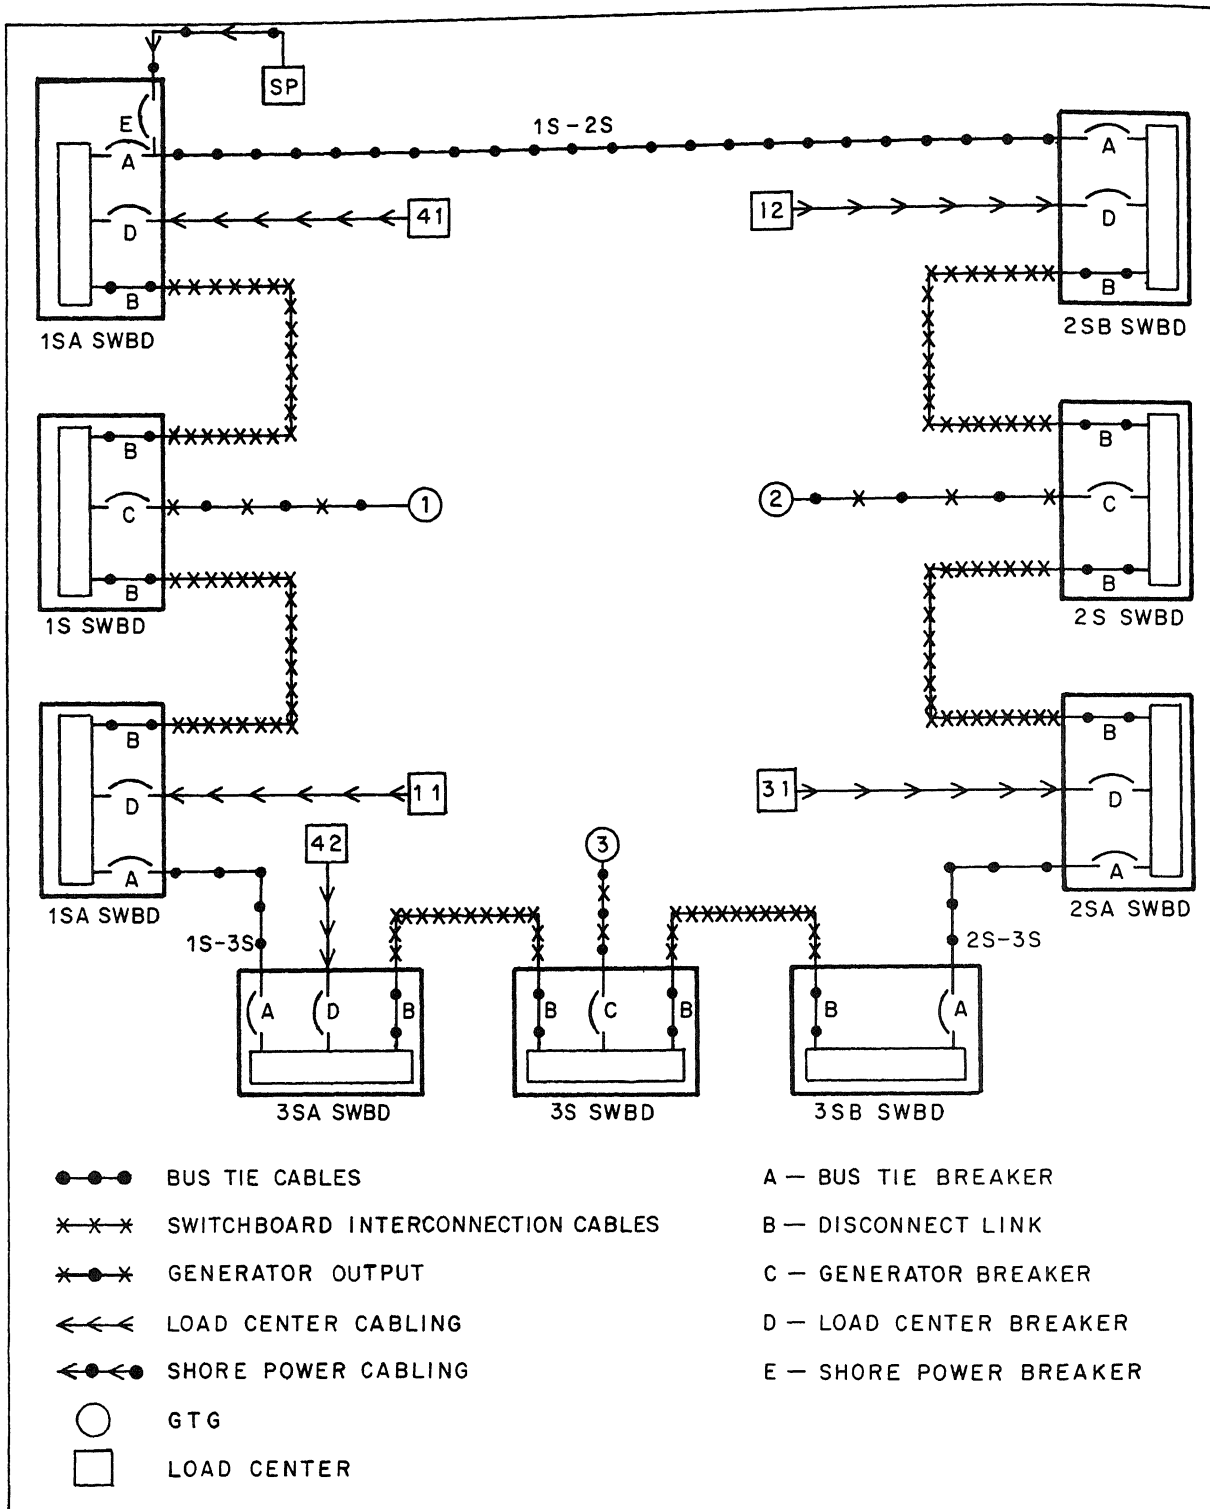 SP
E
A
1S-2S
A
D
41
12
D
B
B
1SA SWBD
2SB SWBD
B
B
C
1
2
C
B
B
1S SWBD
2S SWBD
B
B
D
11
31
D
42
3
A
A
1SA SWBD
2SA SWBD
1S-3S
2S-3S
A
D
B
B
C
B
B
A
3SA SWBD
3S SWBD
3SB SWBD
BUS TIE CABLES
SWITCHBOARD INTERCONNECTION CABLES
GENERATOR OUTPUT
LOAD CENTER CABLING
SHORE POWER CABLING
GTG
LOAD CENTER
A — BUS TIE BREAKER
B — DISCONNECT LINK
C — GENERATOR BREAKER
D — LOAD CENTER BREAKER
E — SHORE POWER BREAKER